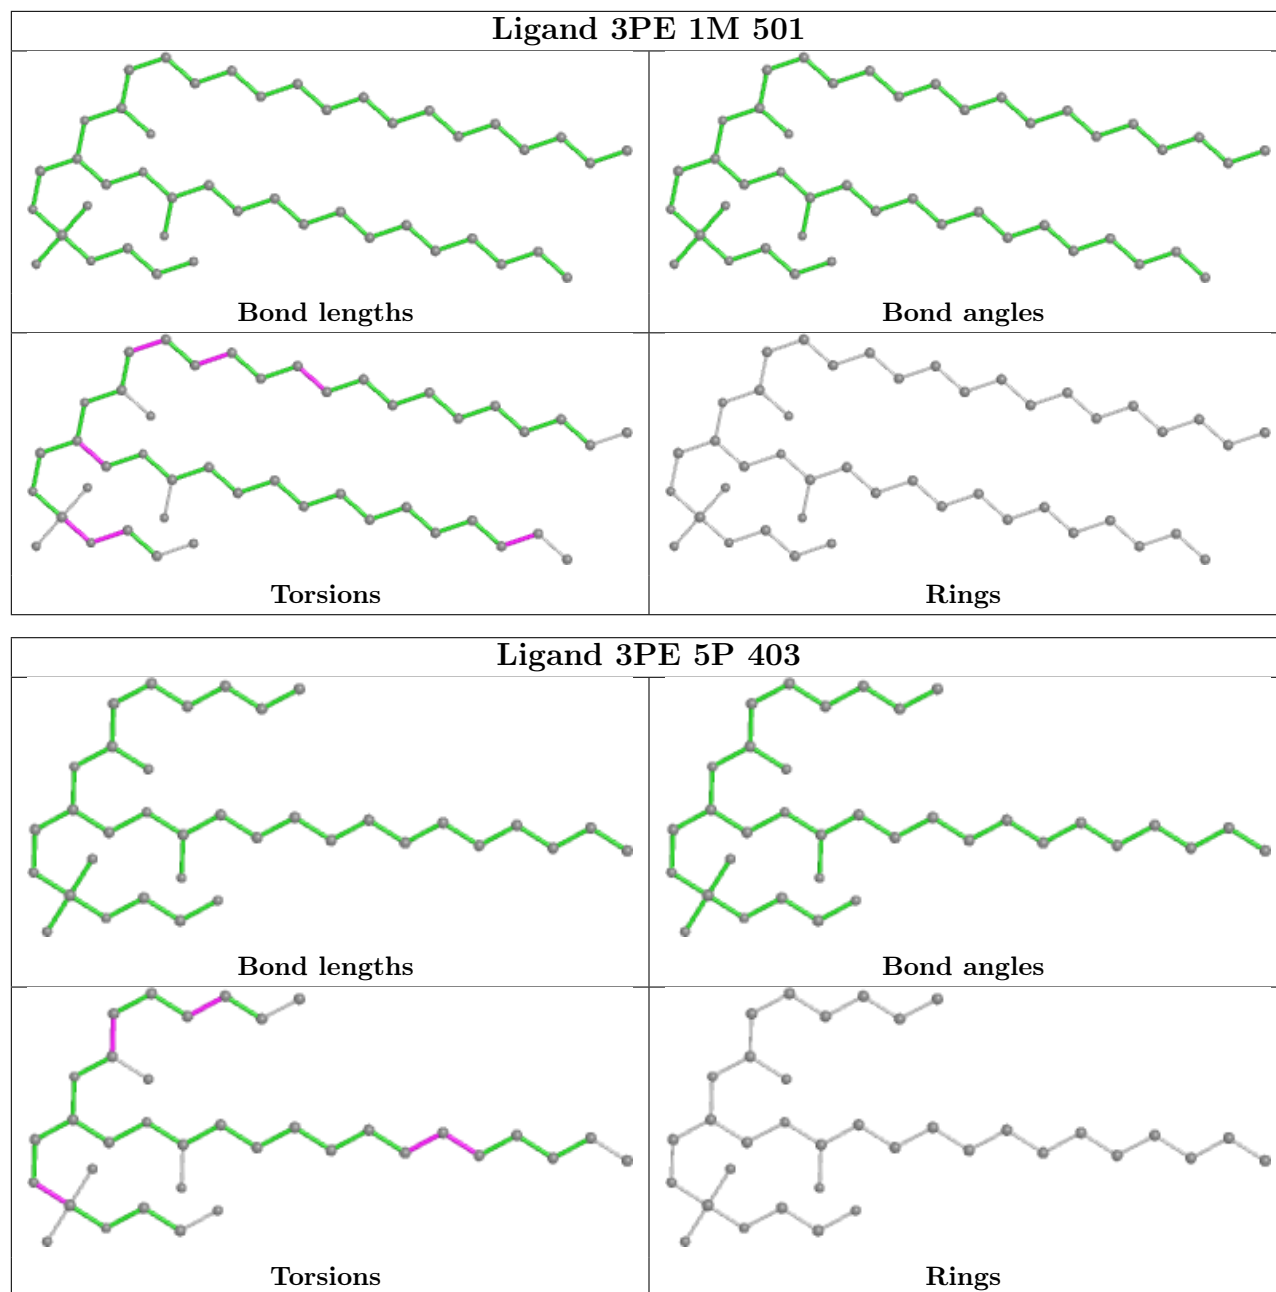 Ligand 3PE 1M 501
Bond lengths
Bond angles
Torsions
Rings
Ligand 3PE 5P 403
Bond lengths
Bond angles
Torsions
Rings